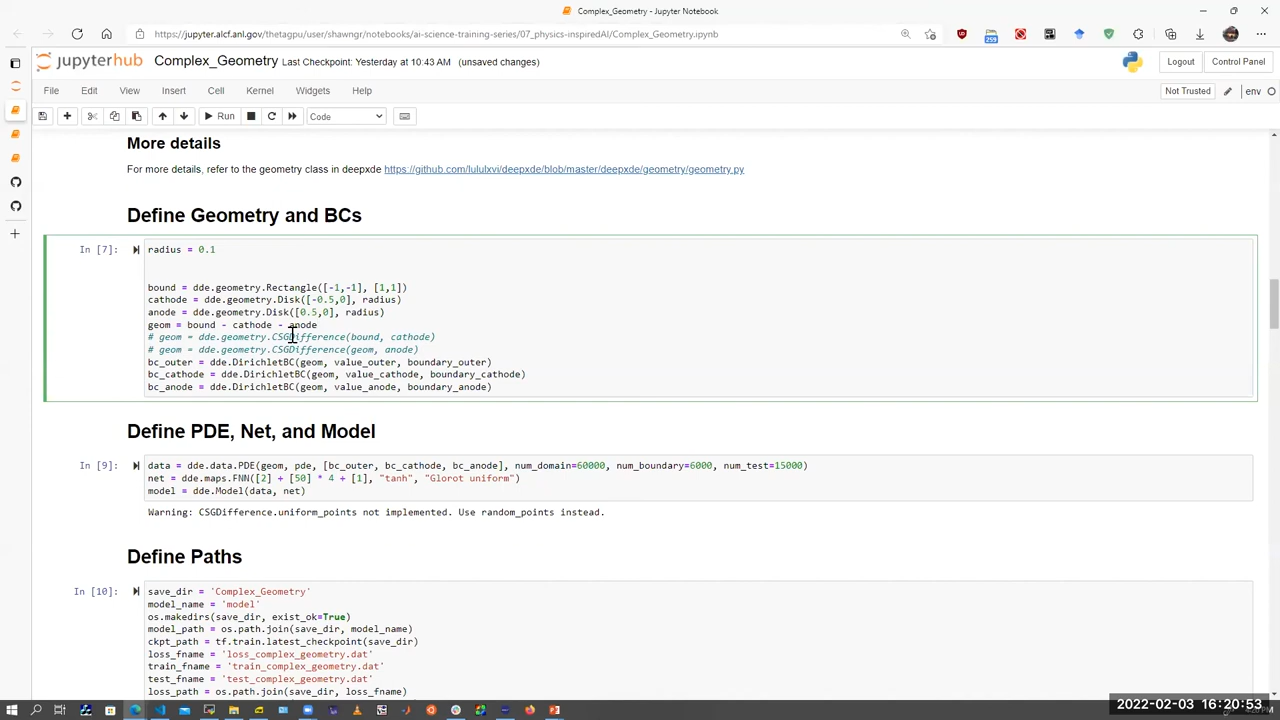 Complex_Geometry - Jupyter Notebook
https://jupyter.alcf.anl.gov/thetagpu/user/shawngr/notebooks/ai-science-training-series/07_physics-inspiredAI/Complex_Geometry.ipynb
259
jupyterhub Complex_Geometry Last Checkpoint: Yesterday at 10:43 AM (unsaved changes) Logout Control Panel
File Edit View Insert Cell Kernel Widgets Help Not Trusted env
Run Code
More details
For more details, refer to the geometry class in deepxde https://github.com/lululxvi/deepxde/blob/master/deepxde/geometry/geometry.py
Define Geometry and BCs
In [7]: radius = 0.1
bound = dde.geometry.Rectangle([-1,-1], [1,1])
cathode = dde.geometry.Disk([-0.5,0], radius)
anode = dde.geometry.Disk([0.5,0], radius)
geom = bound - cathode - anode
# geom = dde.geometry.CSGDifference(bound, cathode)
# geom = dde.geometry.CSGDifference(geom, anode)
bc_outer = dde.DirichletBC(geom, value_outer, boundary_outer)
bc_cathode = dde.DirichletBC(geom, value_cathode, boundary_cathode)
bc_anode = dde.DirichletBC(geom, value_anode, boundary_anode)
Define PDE, Net, and Model
In [9]: data = dde.data.PDE(geom, pde, [bc_outer, bc_cathode, bc_anode], num_domain=60000, num_boundary=6000, num_test=15000)
net = dde.maps.FNN([2] + [50] * 4 + [1], "tanh", "Glorot uniform")
model = dde.Model(data, net)
Warning: CSGDifference.uniform_points not implemented. Use random_points instead.
Define Paths
In [10]: save_dir = 'Complex_Geometry'
model_name = 'model'
os.makedirs(save_dir, exist_ok=True)
model_path = os.path.join(save_dir, model_name)
ckpt_path = tf.train.latest_checkpoint(save_dir)
loss_fname = 'loss_complex_geometry.dat'
train_fname = 'train_complex_geometry.dat'
test_fname = 'test_complex_geometry.dat'
loss_path = os.path.join(save_dir, loss_fname)
2022-02-03 16:20:53